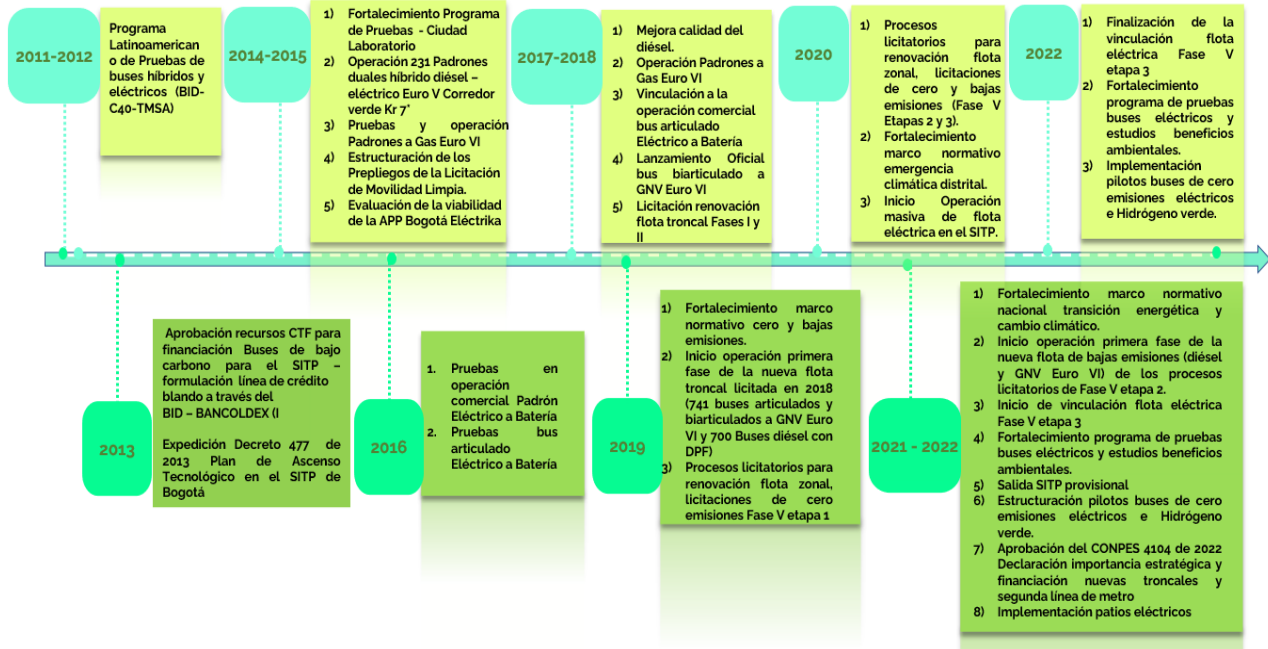 2011-2012
Programa
Latinoamerican
o de Pruebas de
buses híbridos y
eléctricos (BID-
C40-TMSA)
2014-2015
1) Fortalecimiento Programa
de Pruebas - Ciudad
Laboratorio
2) Operación 231 Padrones
duales híbrido diésel –
eléctrico Euro V Corredor
verde Kr 7°
3) Pruebas y operación
Padrones a Gas Euro VI
4) Estructuración de los
Prepliegos de la Licitación
de Movilidad Limpia.
5) Evaluación de la viabilidad
de la APP Bogotá Eléctrika
2017-2018
1) Mejora calidad del
diésel.
2) Operación Padrones a
Gas Euro VI
3) Vinculación a la
operación comercial
bus articulado
Eléctrico a Batería
4) Lanzamiento Oficial
bus biarticulado a
GNV Euro VI
5) Licitación renovación
flota troncal Fases I y
II
2020
1) Procesos
licitatorios para
renovación flota
zonal, licitaciones
de cero y bajas
emisiones (Fase V
Etapas 2 y 3).
2) Fortalecimiento
marco normativo
emergencia
climática distrital.
3) Inicio Operación
masiva de flota
eléctrica en el SITP.
2022
1) Finalización de la
vinculación flota
eléctrica Fase V
etapa 3
2) Fortalecimiento
programa de pruebas
buses eléctricos y
estudios beneficios
ambientales.
3) Implementación
pilotos buses de cero
emisiones eléctricos
e Hidrógeno verde.
2013
Aprobación recursos CTF para
financiación Buses de bajo
carbono para el SITP –
formulación línea de crédito
blando a través del
BID – BANCOLDEX (I
Expedición Decreto 477 de
2013 Plan de Ascenso
Tecnológico en el SITP de
Bogotá
2016
1. Pruebas en
operación
comercial Padrón
Eléctrico a Batería
2. Pruebas bus
articulado
Eléctrico a Batería
2019
1) Fortalecimiento marco
normativo cero y bajas
emisiones.
2) Inicio operación primera
fase de la nueva flota
troncal licitada en 2018
(741 buses articulados y
biarticulados a GNV Euro
VI y 700 Buses diésel con
DPF)
3) Procesos licitatorios para
renovación flota zonal,
licitaciones de cero
emisiones Fase V etapa 1
2021 - 2022
1) Fortalecimiento marco normativo
nacional transición energética y
cambio climático.
2) Inicio operación primera fase de la
nueva flota de bajas emisiones (diésel
y GNV Euro VI) de los procesos
licitatorios de Fase V etapa 2.
3) Inicio de vinculación flota eléctrica
Fase V etapa 3
4) Fortalecimiento programa de pruebas
buses eléctricos y estudios beneficios
ambientales.
5) Salida SITP provisional
6) Estructuración pilotos buses de cero
emisiones eléctricos e Hidrógeno
verde.
7) Aprobación del CONPES 4104 de 2022
Declaración importancia estratégica y
financiación nuevas troncales y
segunda línea de metro
8) Implementación patios eléctricos